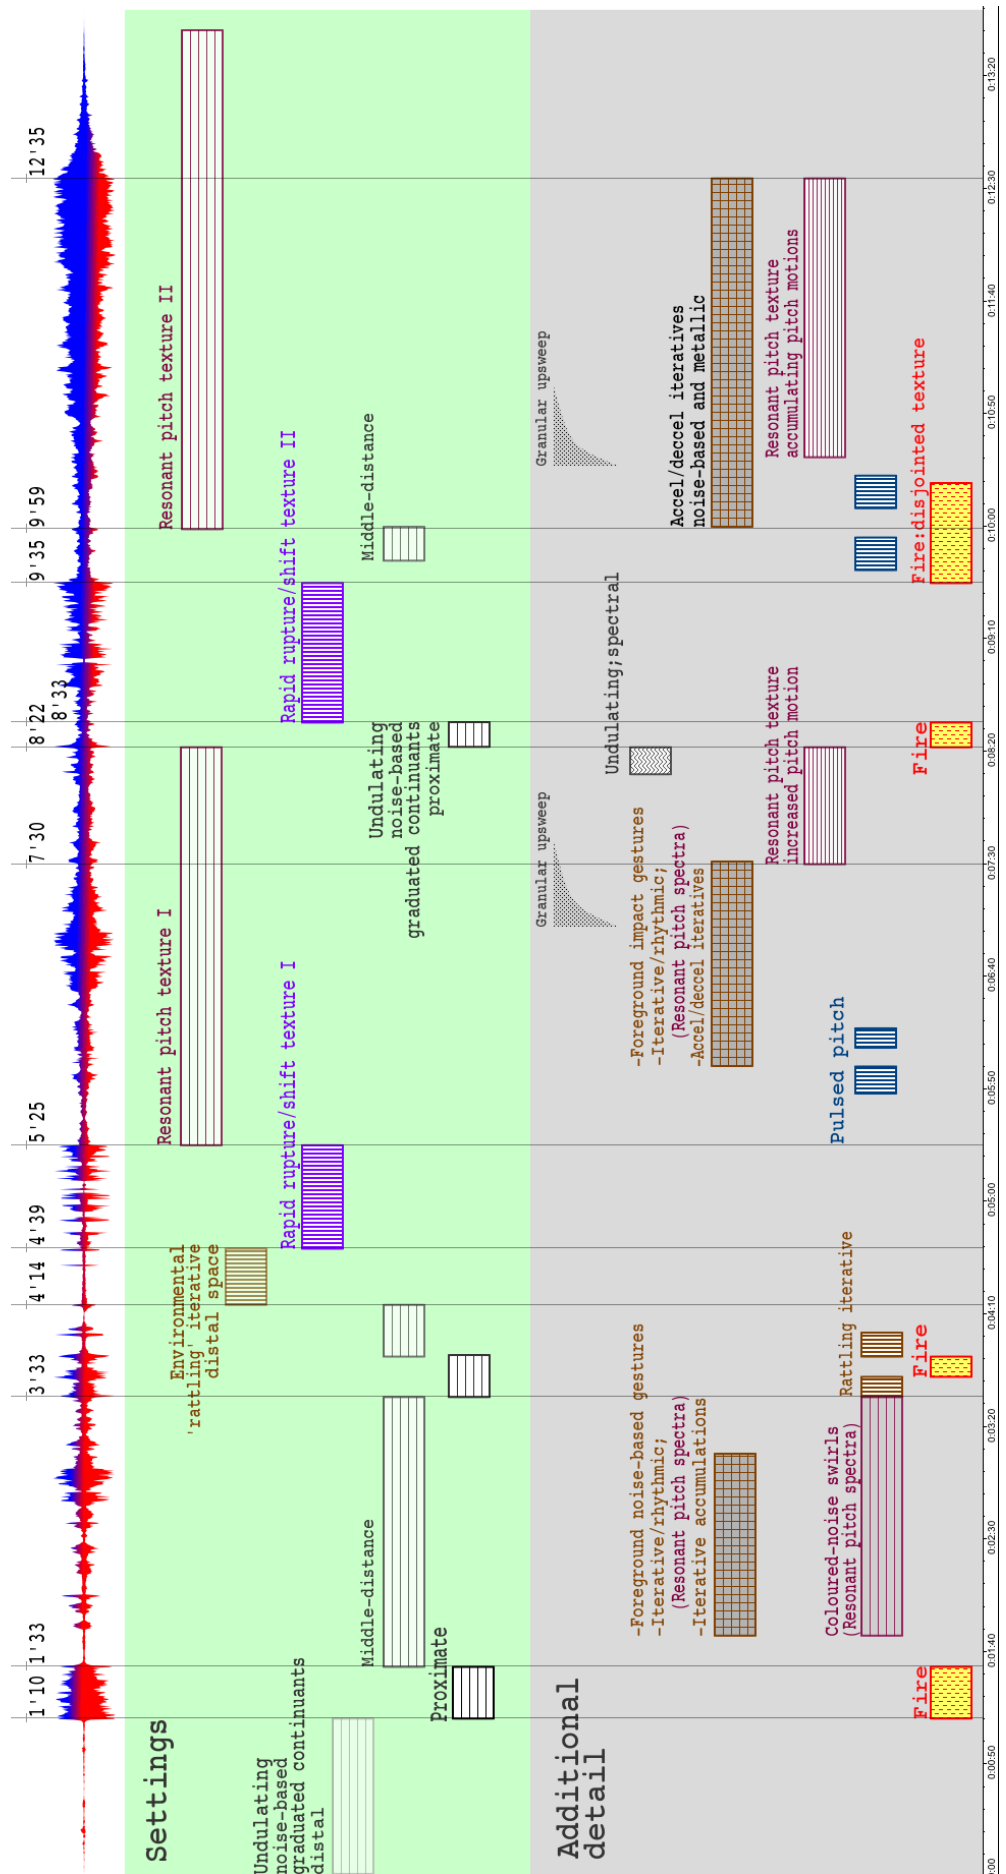 1'10
1'33
3'33
4'14
4'39
5'25
7'30
8'22
8'33
9'35
9'59
12'35
Settings
Resonant pitch texture I
Resonant pitch texture II
Environmental
'rattling' iterative
distal space
Undulating
noise-based
graduated continuants
distal
Rapid rupture/shift texture I
Rapid rupture/shift texture II
Middle-distance
Middle-distance
Proximate
Undulating
noise-based
graduated continuants
proximate
Additional
detail
Granular upsweep
Granular upsweep
-Foreground noise-based gestures
-Iterative/rhythmic;
(Resonant pitch spectra)
-Iterative accumulations
-Foreground impact gestures
-Iterative/rhythmic;
(Resonant pitch spectra)
-Accel/deccel iteratives
Undulating;spectral
Accel/deccel iteratives
noise-based and metallic
Resonant pitch texture
increased pitch motion
Resonant pitch texture
accumulating pitch motions
Coloured-noise swirls
(Resonant pitch spectra)
Rattling iterative
Pulsed pitch
Fire
Fire
Fire
Fire:disjointed texture
0:00:50
0:01:40
0:02:30
0:03:20
0:04:10
0:05:00
0:05:50
0:06:40
0:07:30
0:08:20
0:09:10
0:10:00
0:10:50
0:11:40
0:12:30
0:13:20